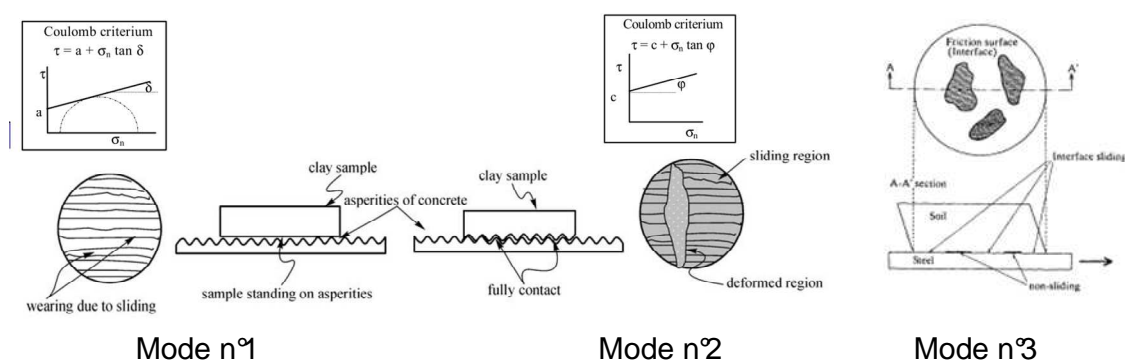 Coulomb criterium
τ = a + σn tan δ
τ
δ
a
σn
clay sample
asperities of concrete
wearing due to sliding
sample standing on asperities
Mode n°1
Coulomb criterium
τ = c + σn tan φ
τ
φ
c
σn
clay sample
sliding region
fully contact
deformed region
Mode n°2
Friction surface
(Interface)
A
A'
Interface sliding
A-A' section
Soil
Steel
non-sliding
Mode n°3